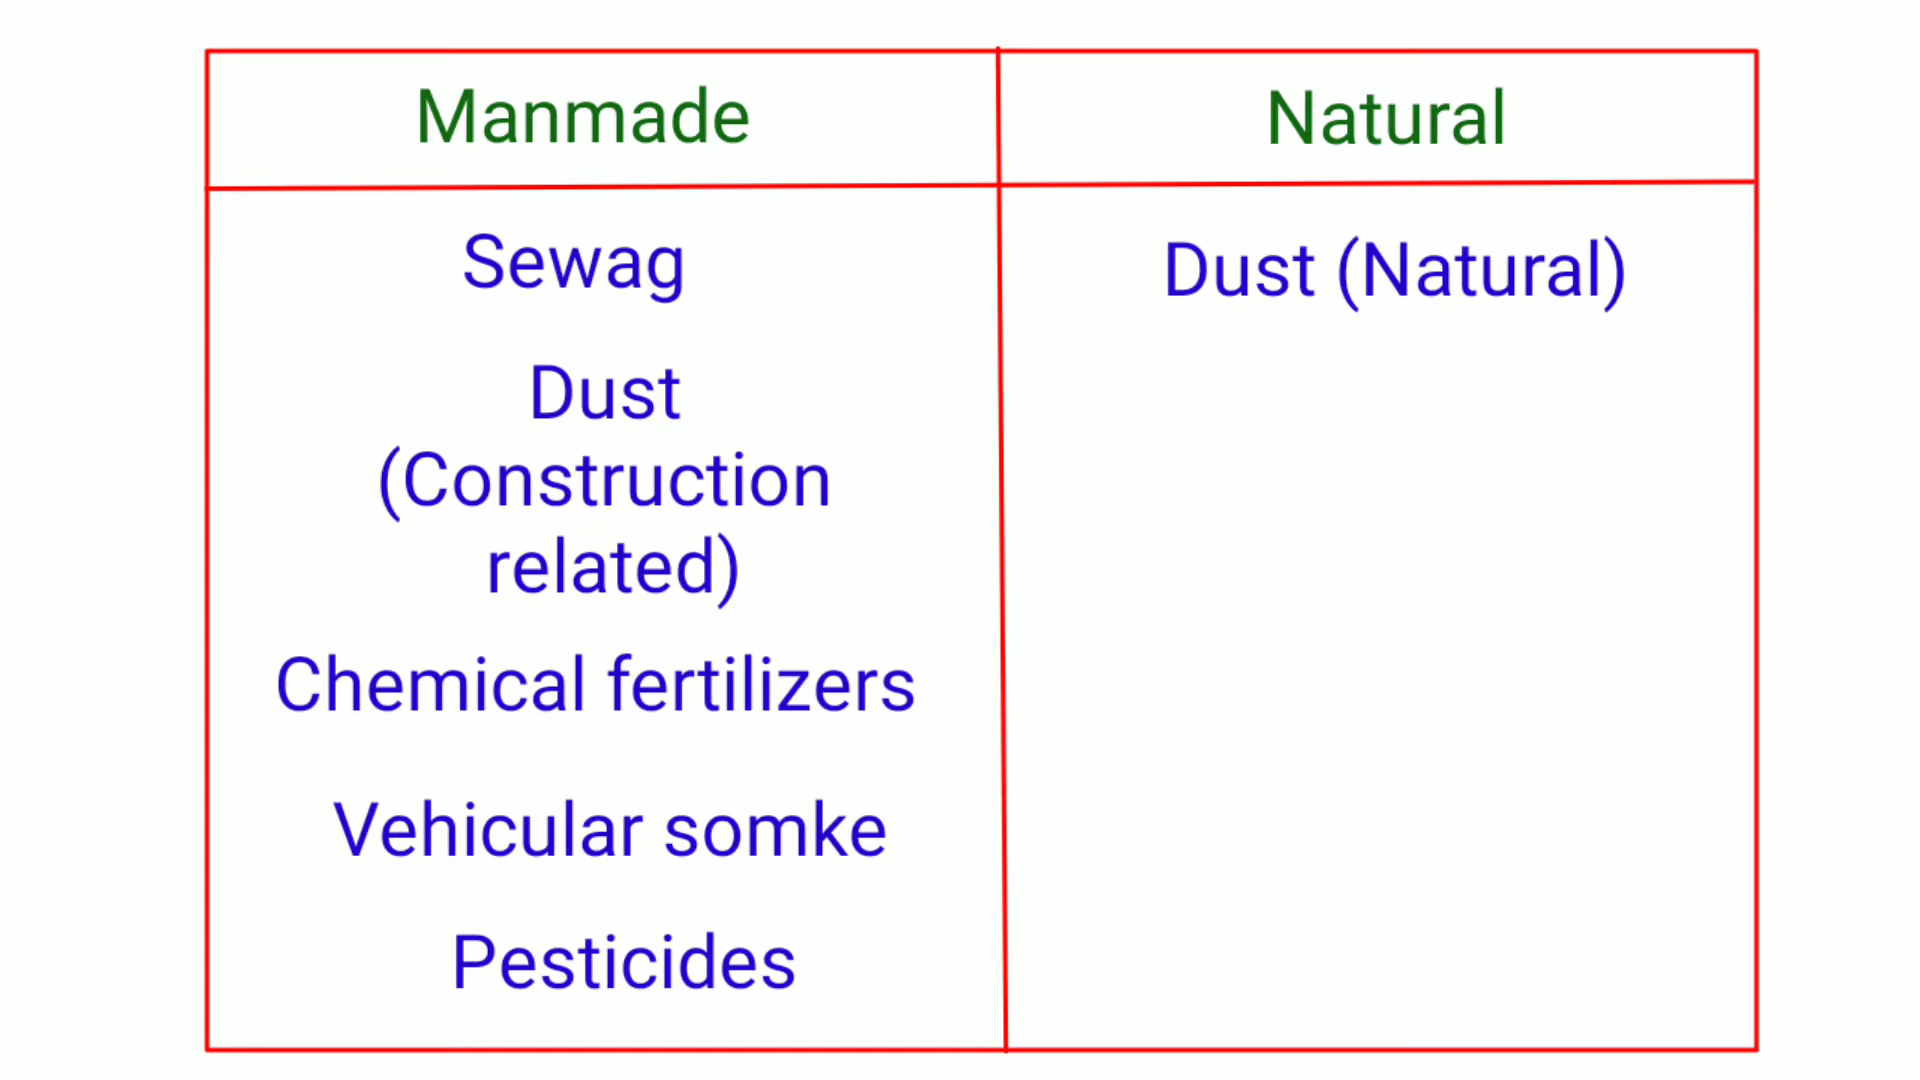 Manmade
Natural
Sewag
Dust (Natural)
Dust
(Construction
related)
Chemical fertilizers
Vehicular somke
Pesticides